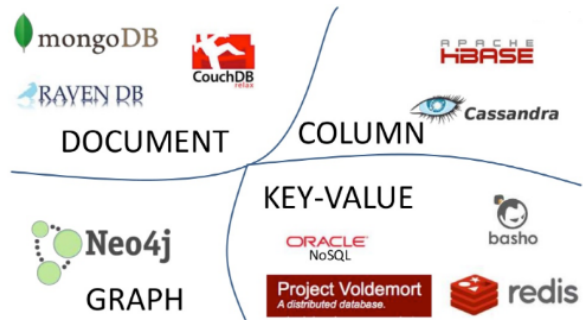 mongoDB
CouchDB
relax
RAVEN DB
DOCUMENT
APACHE
HBASE
Cassandra
COLUMN
Neo4j
GRAPH
KEY-VALUE
ORACLE
NoSQL
basho
Project Voldemort
A distributed database.
redis